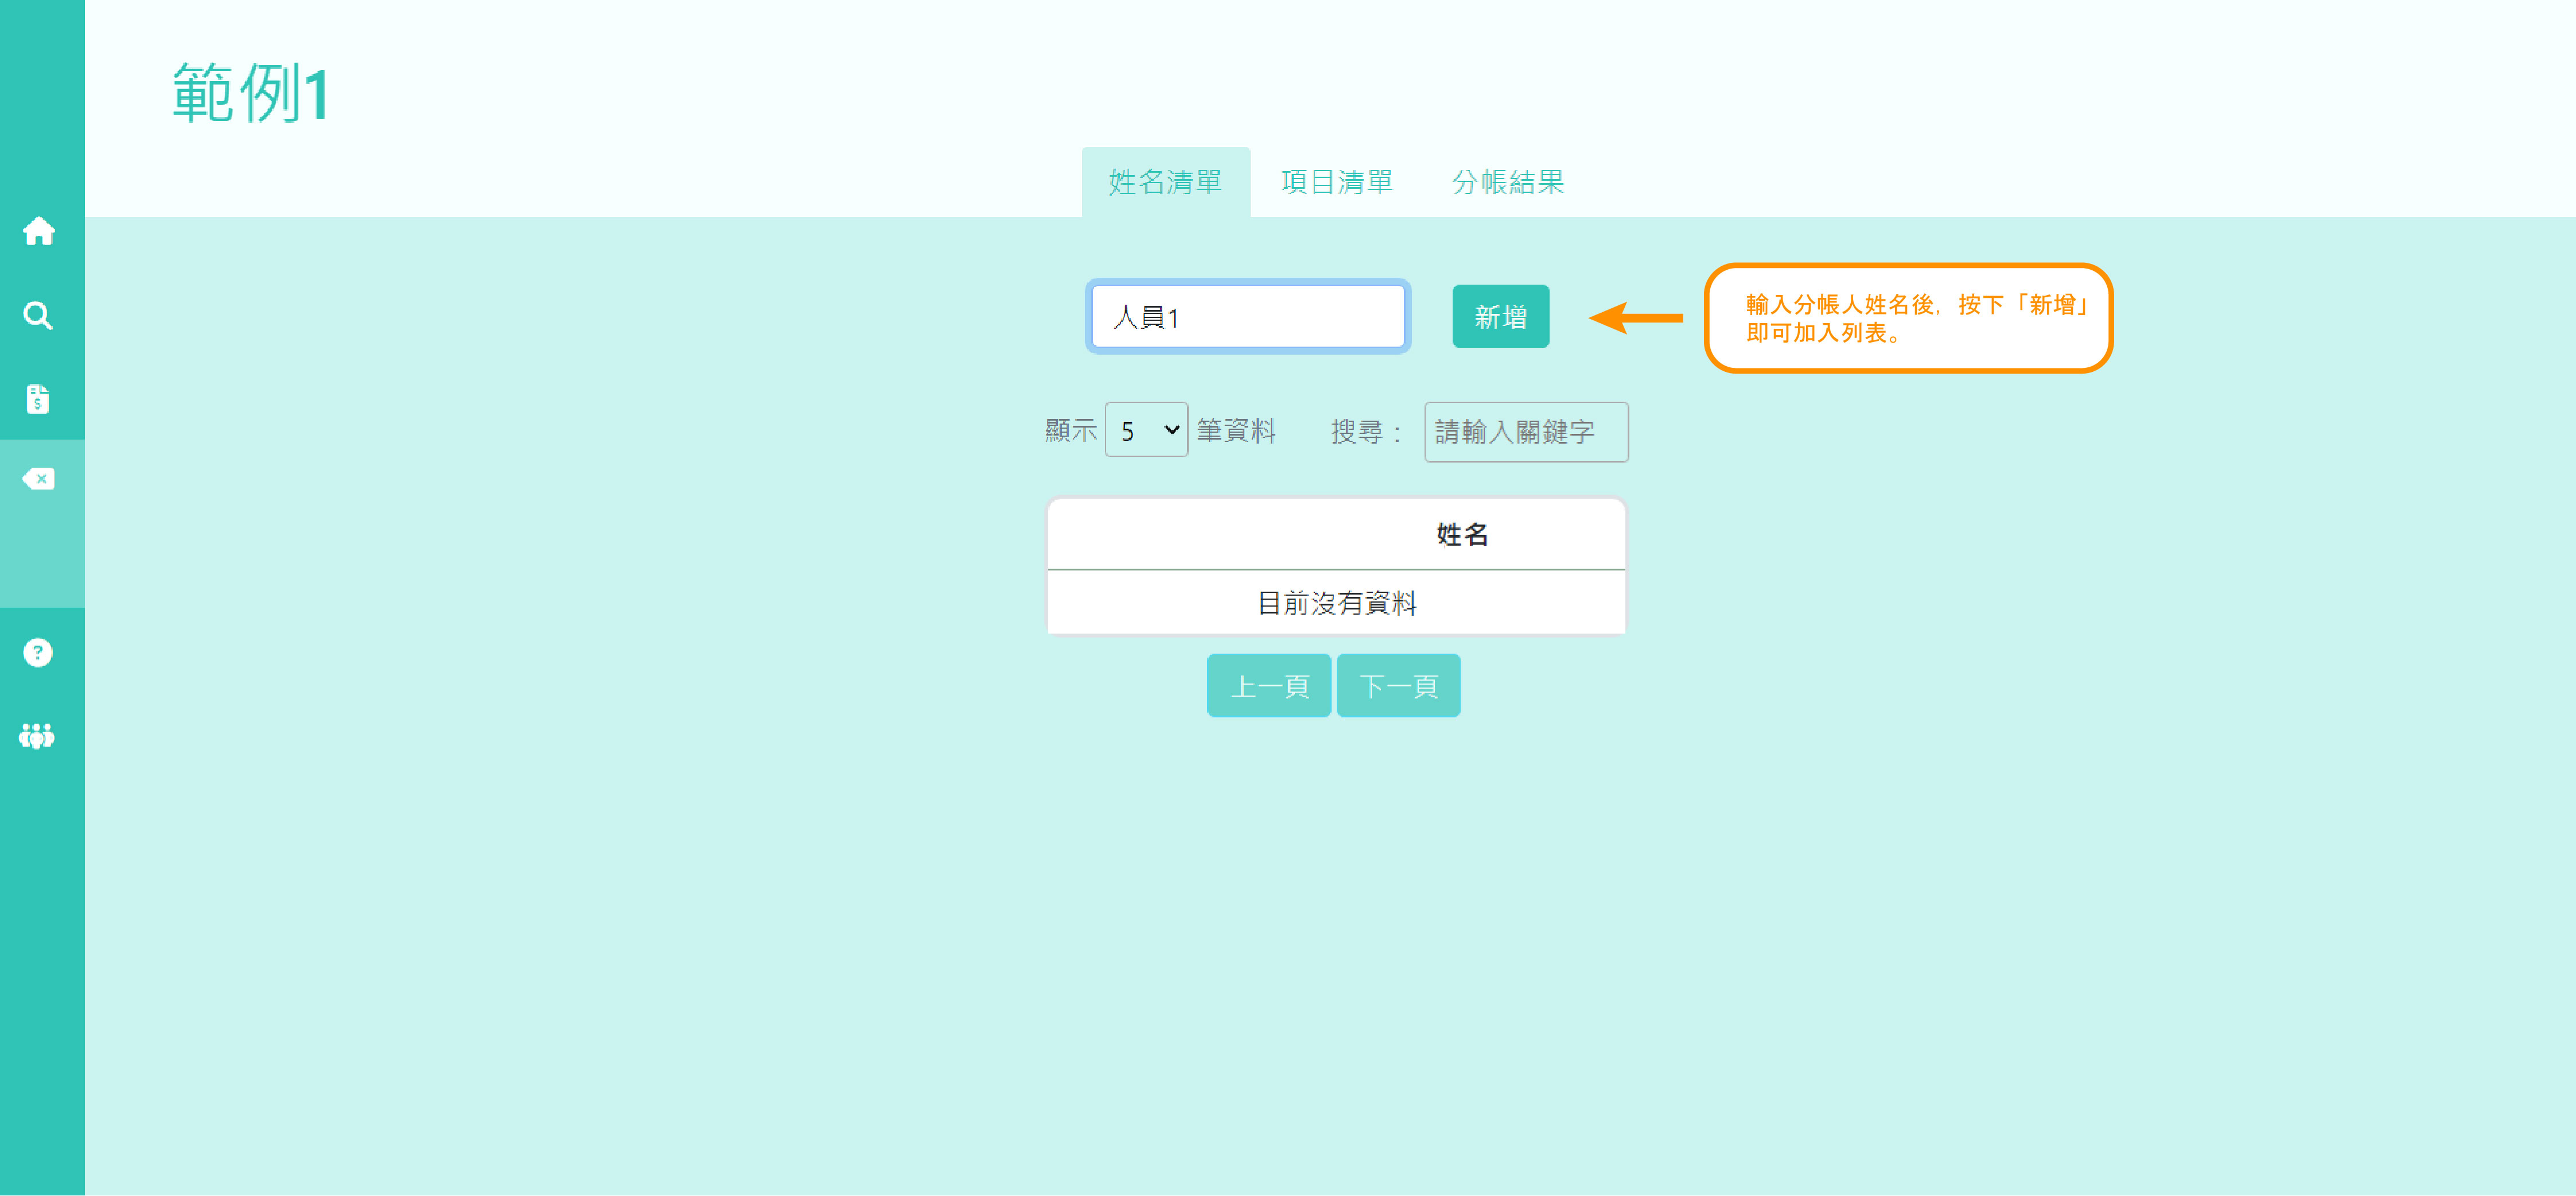 範例1
姓名清單 項目清單 分帳結果
人員1 新增
輸入分帳人姓名後，按下「新增」
即可加入列表。
顯示 5 筆資料 搜尋： 請輸入關鍵字
姓名
目前沒有資料
上一頁 下一頁